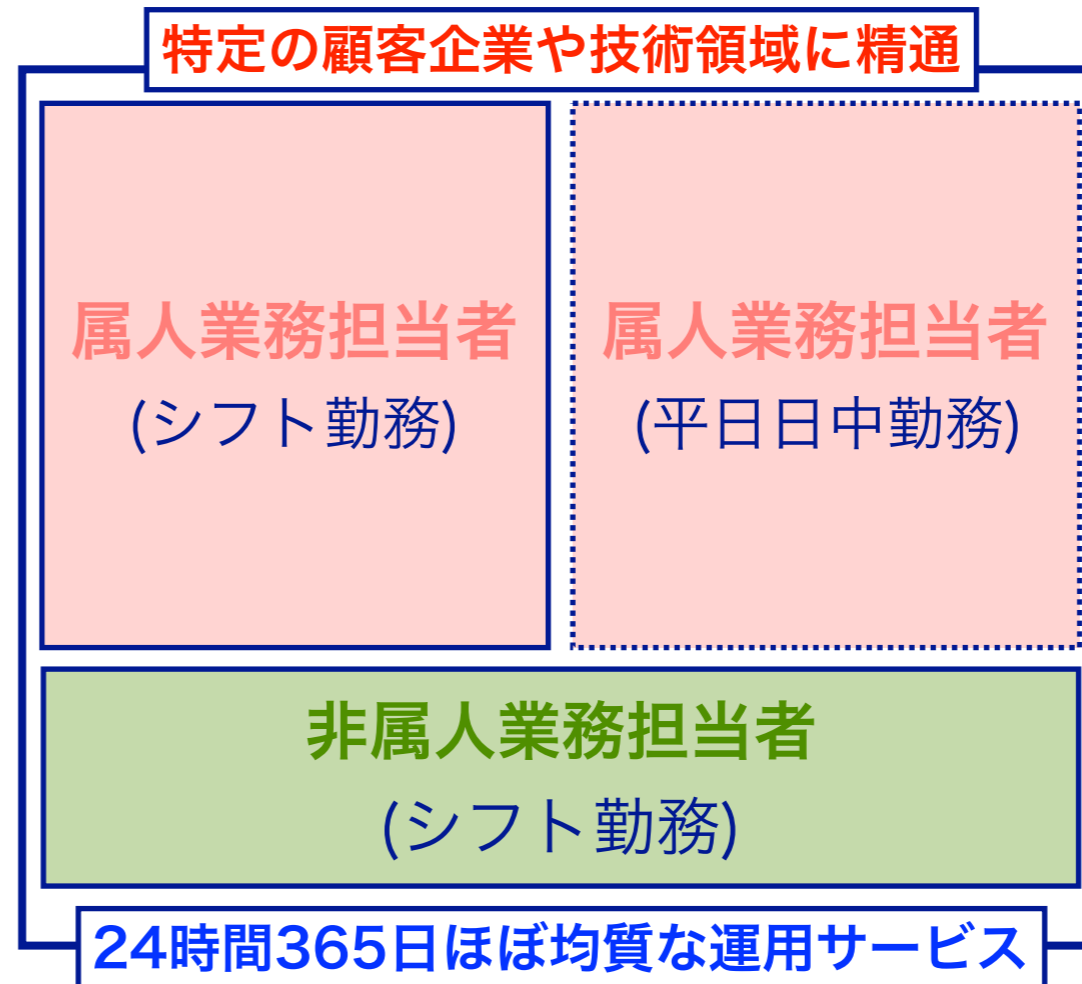 特定の顧客企業や技術領域に精通
属人業務担当者
(シフト勤務)
属人業務担当者
(平日日中勤務)
非属人業務担当者
(シフト勤務)
24時間365日ほぼ均質な運用サービス